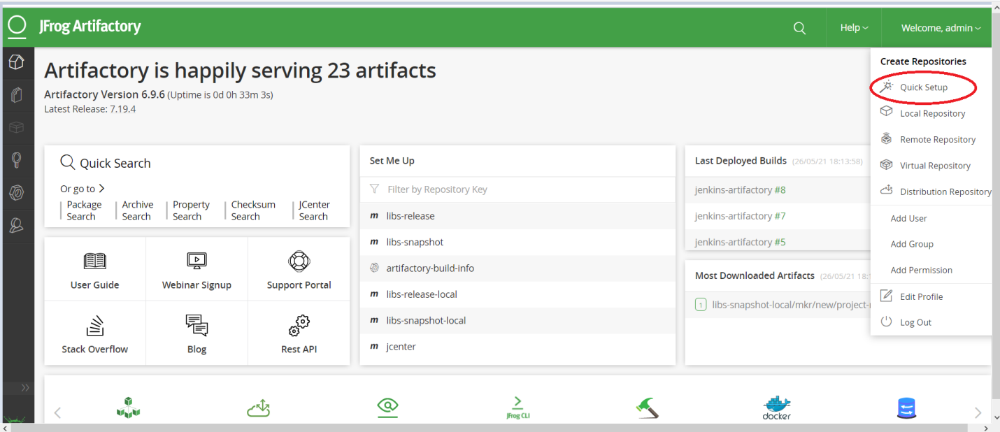 JFrog Artifactory
Help
Welcome, admin
Artifactory is happily serving 23 artifacts
Artifactory Version 6.9.6 (Uptime is 0d 0h 33m 3s)
Latest Release: 7.19.4
Create Repositories
Quick Setup
Local Repository
Remote Repository
Virtual Repository
Distribution Repository
Add User
Add Group
Add Permission
Edit Profile
Log Out
Quick Search
Or go to
Package Search
Archive Search
Property Search
Checksum Search
JCenter Search
User Guide
Webinar Signup
Support Portal
Stack Overflow
Blog
Rest API
Set Me Up
Filter by Repository Key
m libs-release
m libs-snapshot
artifactory-build-info
m libs-release-local
m libs-snapshot-local
m jcenter
Last Deployed Builds (26/05/21 18:13:58)
jenkins-artifactory #8
jenkins-artifactory #7
jenkins-artifactory #5
Most Downloaded Artifacts (26/05/21 18:1
1 libs-snapshot-local/mkr/new/project-
JFrog CLI
docker